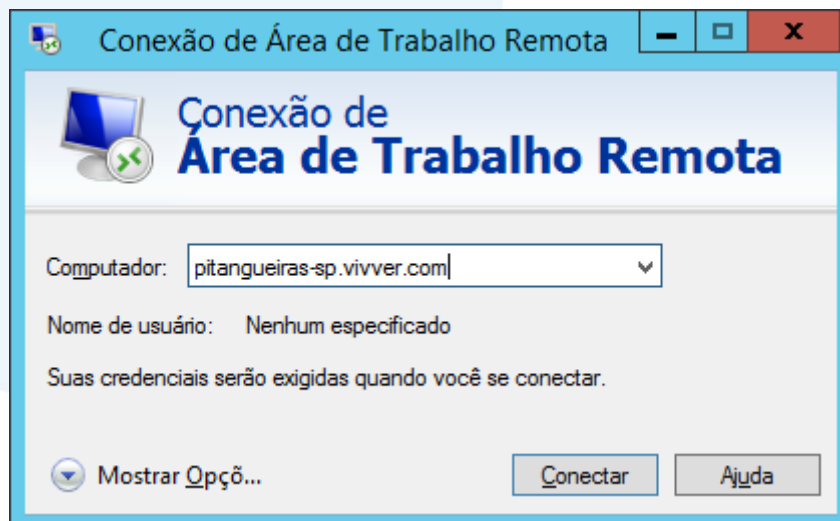 Conexão de Área de Trabalho Remota
Conexão de
Área de Trabalho Remota
Computador: pitangueiras-sp.vivver.com
Nome de usuário: Nenhum especificado
Suas credenciais serão exigidas quando você se conectar.
Mostrar Opçõ... Conectar Ajuda